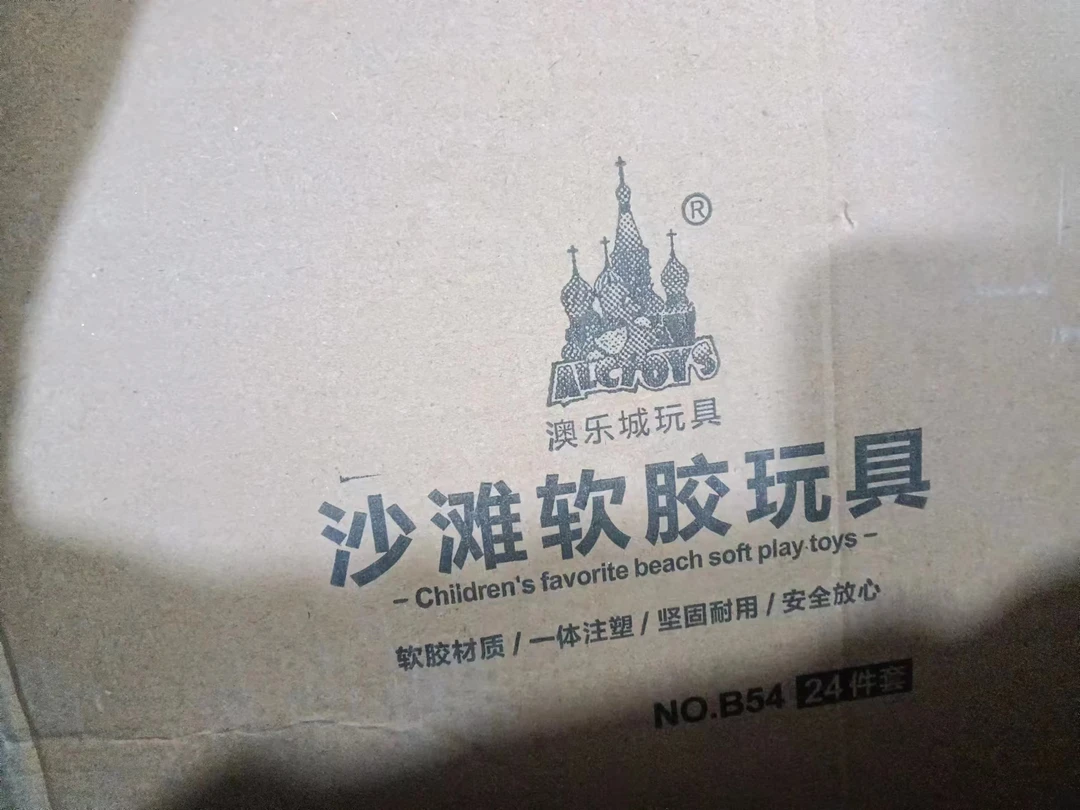 ®
ALCTOYS
澳乐城玩具
沙滩软胶玩具
– Children's favorite beach soft play toys –
软胶材质 / 一体注塑 / 坚固耐用 / 安全放心
NO.B54 24件套